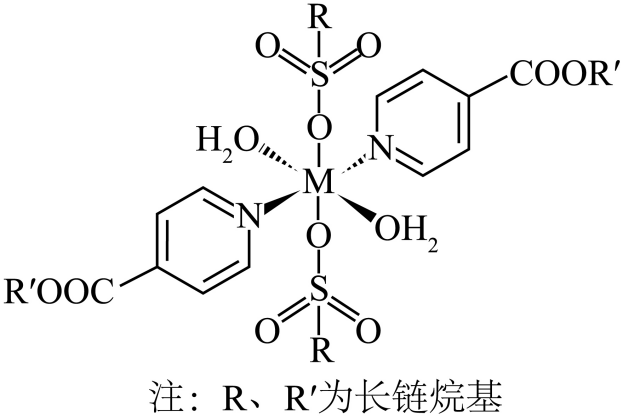 R
O O
S
COOR′
O
H₂O N
M
N OH₂
O
R′OOC
S
O O
R
注：R、R′为长链烷基